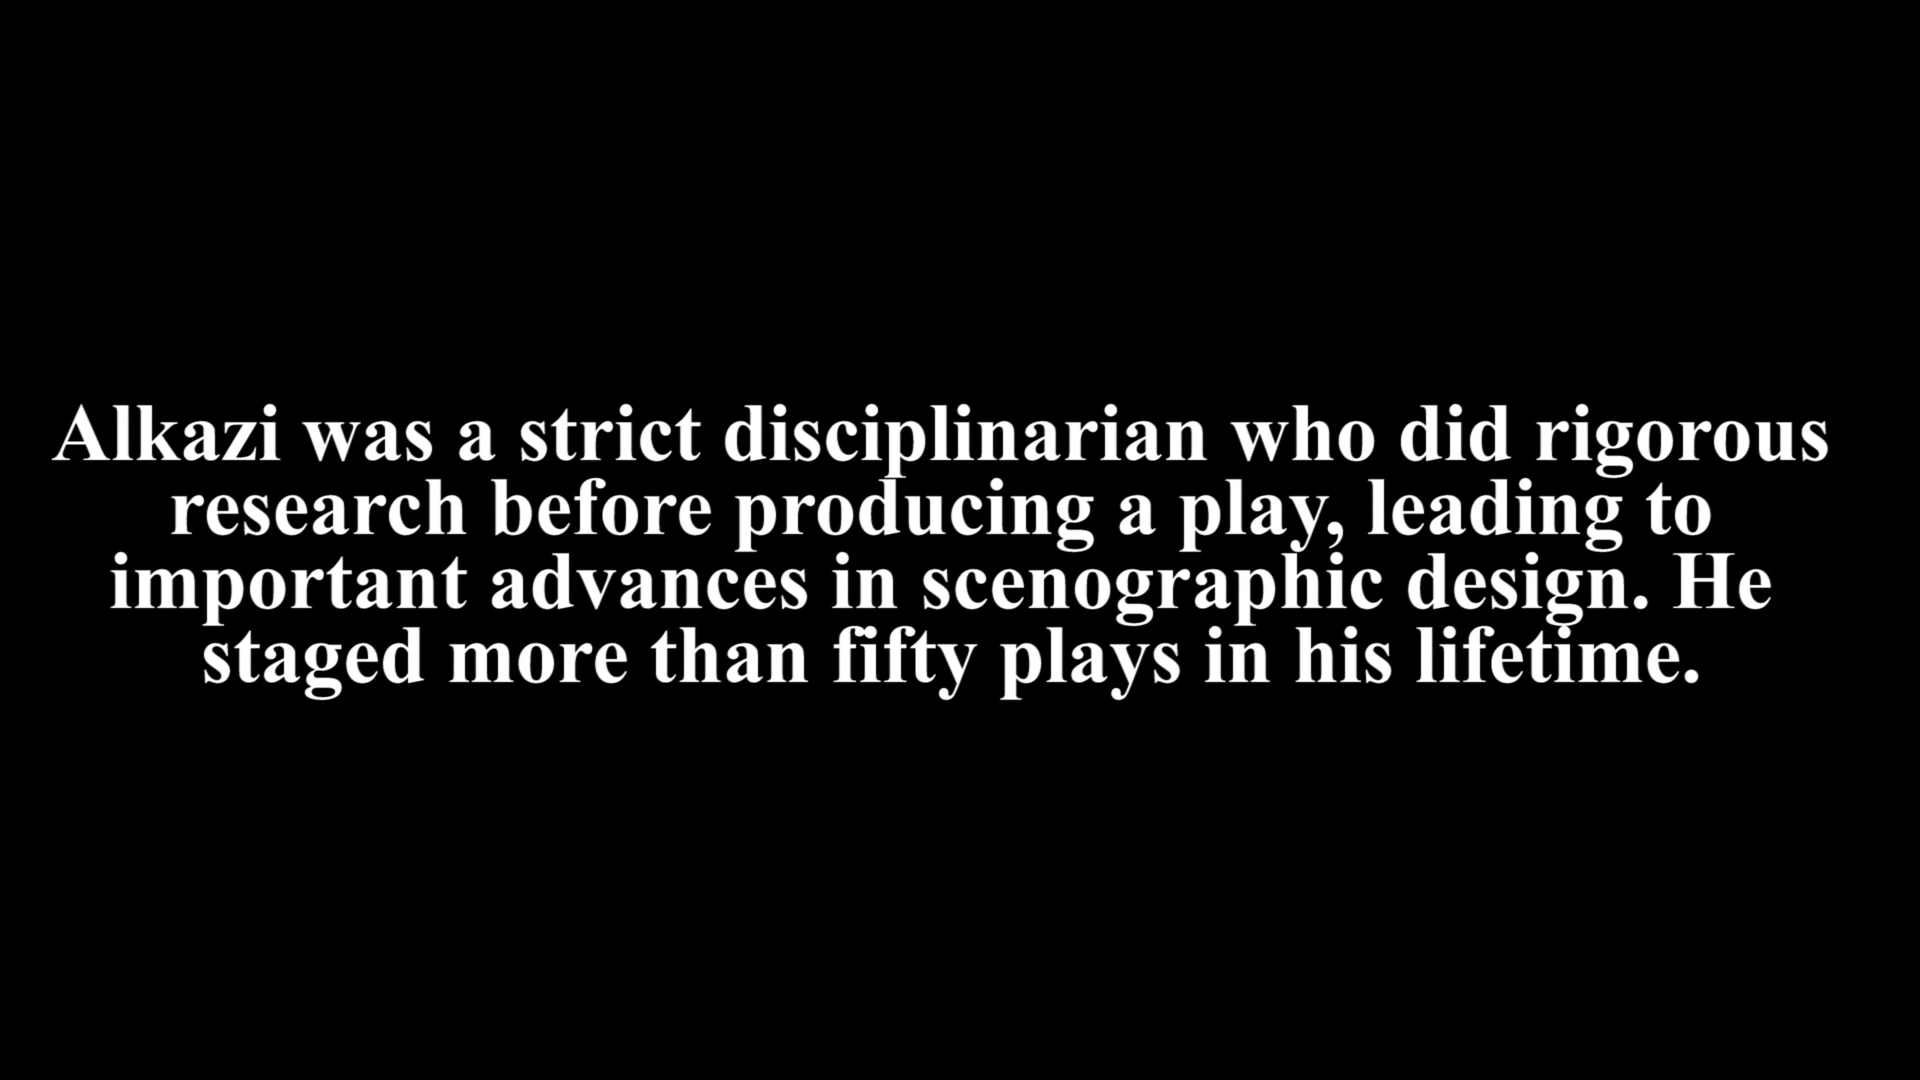 Alkazi was a strict disciplinarian who did rigorous
research before producing a play, leading to
important advances in scenographic design. He
staged more than fifty plays in his lifetime.